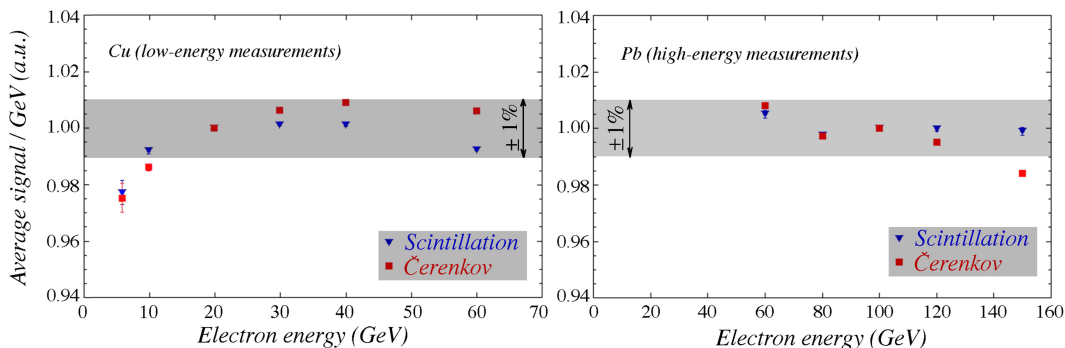 Average signal / GeV (a.u.)
Cu (low-energy measurements)
1.04
1.02
1.00
0.98
0.96
0.94
±1%
Scintillation
Čerenkov
0 10 20 30 40 50 60 70
Electron energy (GeV)
Pb (high-energy measurements)
1.04
1.02
1.00
0.98
0.96
0.94
±1%
Scintillation
Čerenkov
0 20 40 60 80 100 120 140 160
Electron energy (GeV)